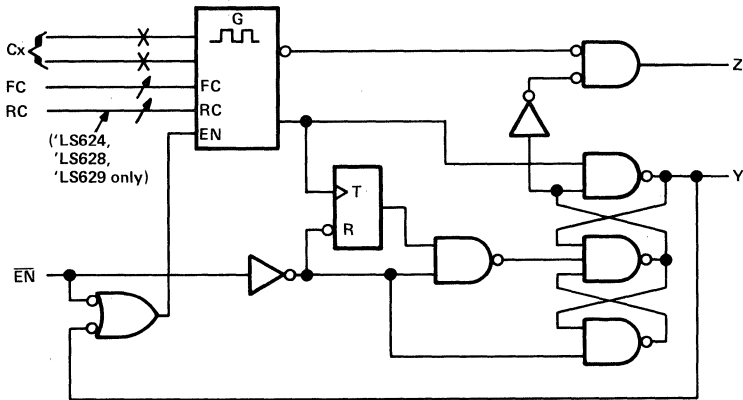 G
Cx
FC
RC
FC
RC
EN
('LS624,
'LS628,
'LS629 only)
Z
T
R
Y
EN